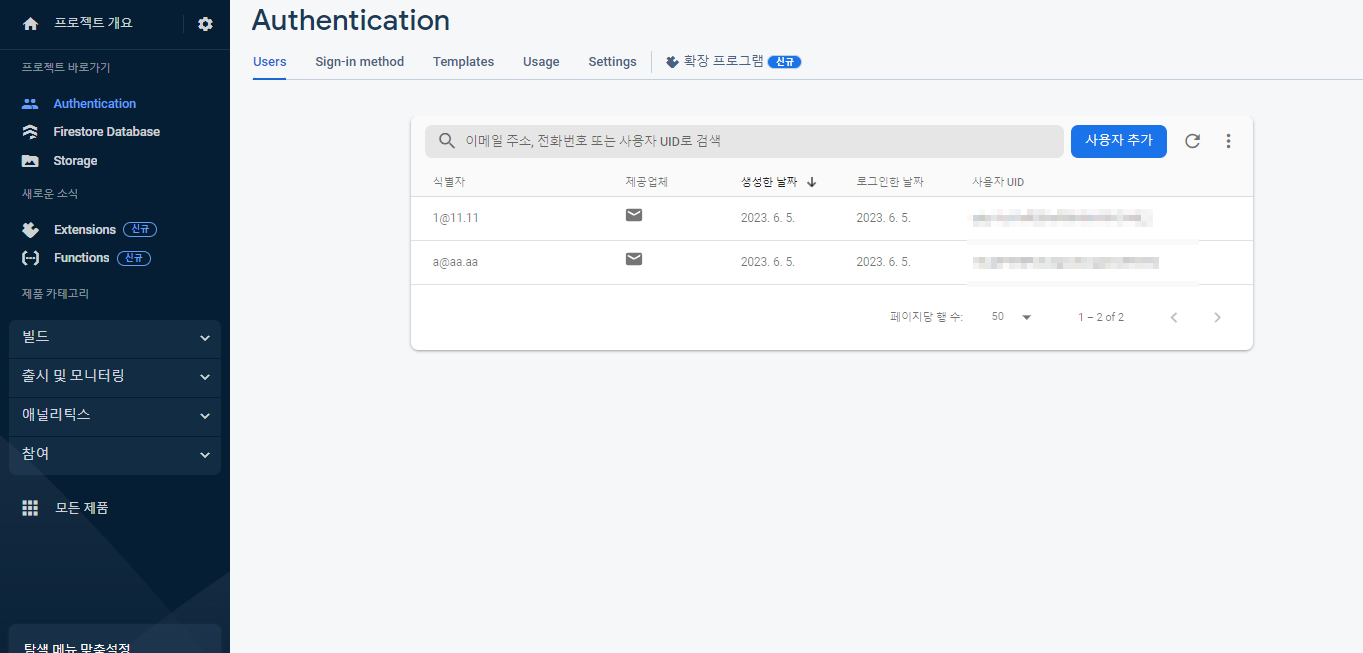 프로젝트 개요
프로젝트 바로가기
Authentication
Firestore Database
Storage
새로운 소식
Extensions 신규
Functions 신규
제품 카테고리
빌드
출시 및 모니터링
애널리틱스
참여
모든 제품
탐색 메뉴 맞춤설정
Authentication
Users Sign-in method Templates Usage Settings 확장 프로그램 신규
이메일 주소, 전화번호 또는 사용자 UID로 검색 사용자 추가
식별자 제공업체 생성한 날짜 로그인한 날짜 사용자 UID
1@11.11 2023. 6. 5. 2023. 6. 5.
a@aa.aa 2023. 6. 5. 2023. 6. 5.
페이지당 행 수: 50 1 – 2 of 2